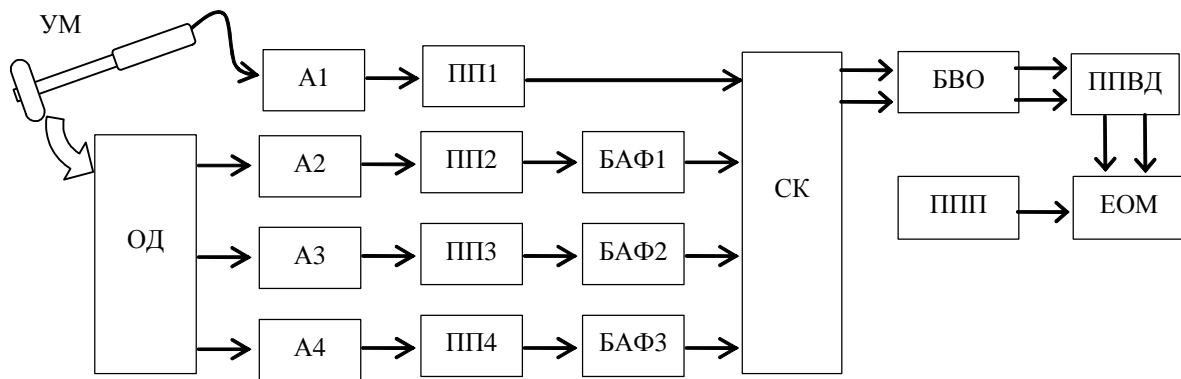 УМ
А1
ПП1
БВО
ППВД
А2
ПП2
БАФ1
СК
ППП
ЕОМ
ОД
А3
ПП3
БАФ2
А4
ПП4
БАФ3